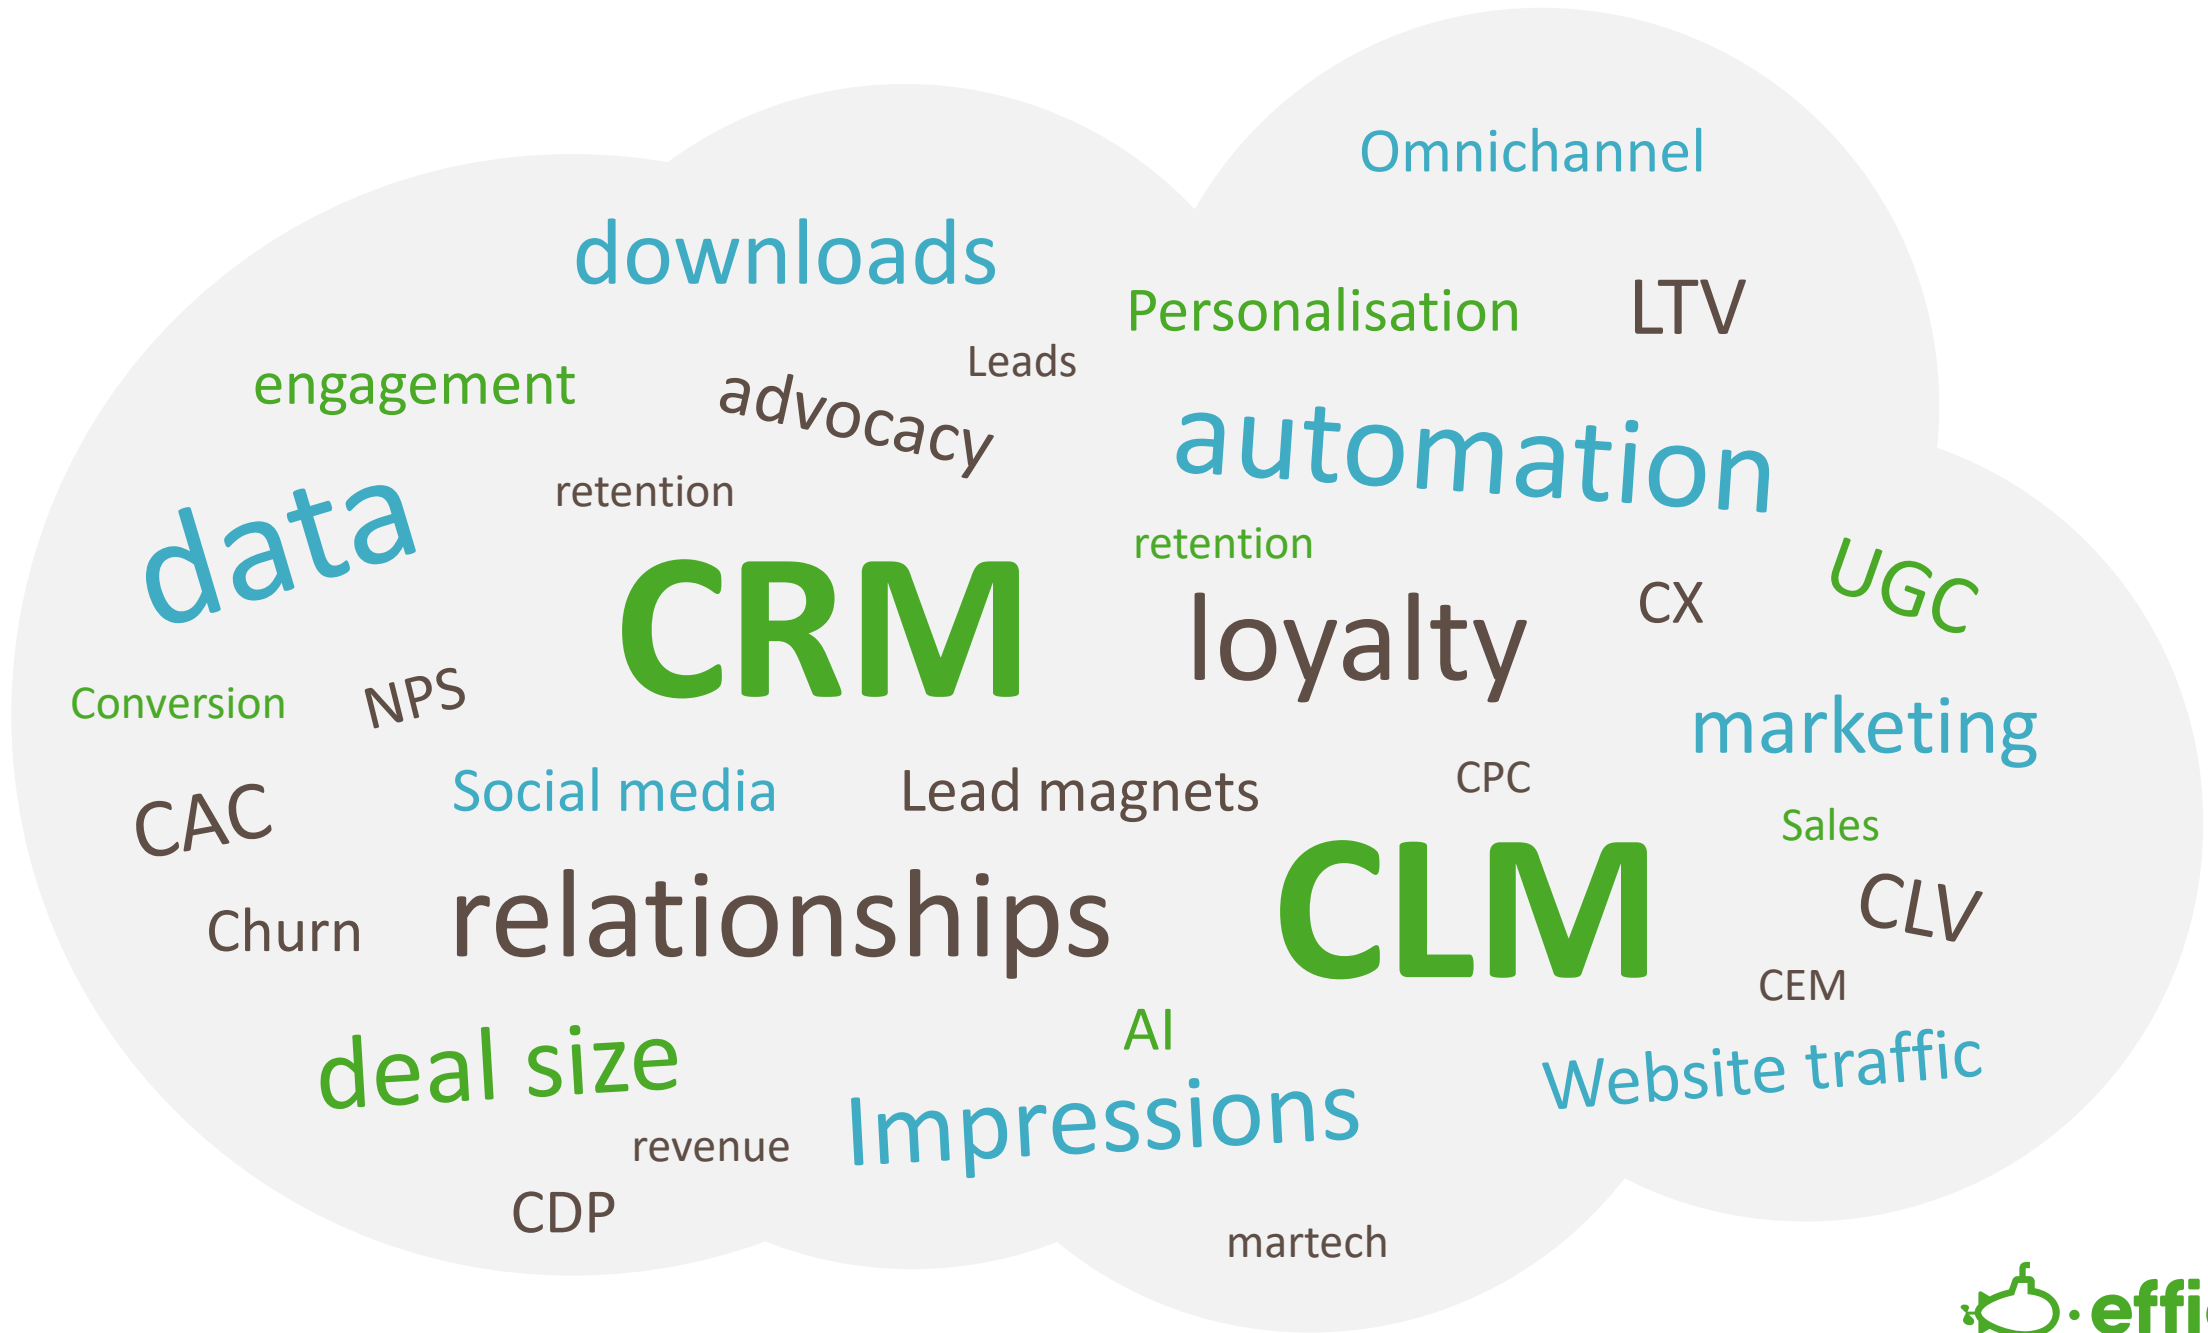 Omnichannel
downloads
Personalisation
LTV
Leads
engagement
advocacy
automation
retention
data
retention
CRM
loyalty
CX
UGC
Conversion
NPS
marketing
Social media
Lead magnets
CPC
CAC
Sales
relationships
CLM
CLV
Churn
CEM
AI
deal size
Website traffic
Impressions
revenue
CDP
martech